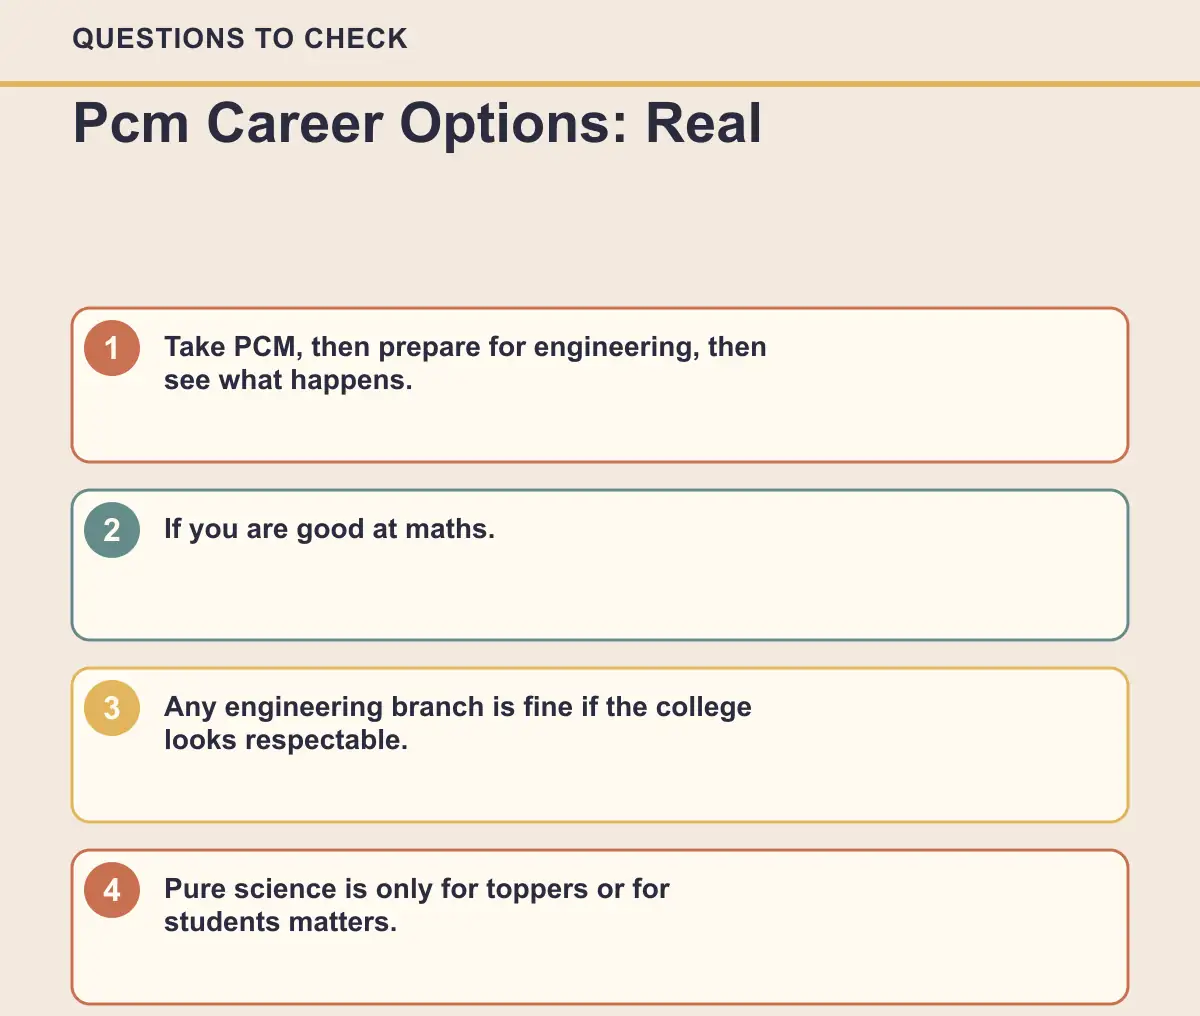 QUESTIONS TO CHECK
Pcm Career Options: Real
1
Take PCM, then prepare for engineering, then
see what happens.
2
If you are good at maths.
3
Any engineering branch is fine if the college
looks respectable.
4
Pure science is only for toppers or for
students matters.